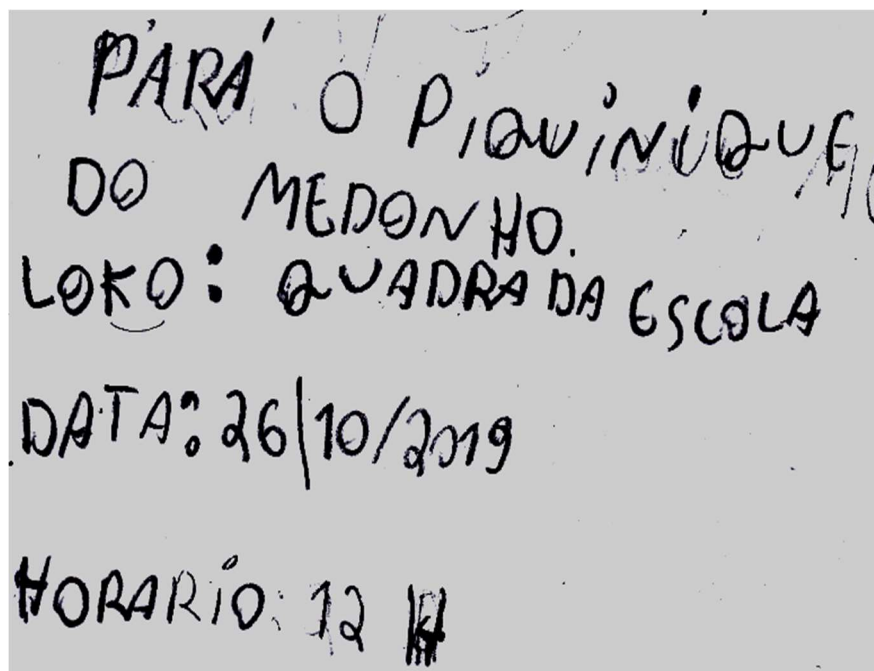 PARÁ O PIQUINIQUE
DO MEDONHO.
LOKO: QUADRA DA ESCOLA
DATA: 26/10/2019
HORARIO: 12 H